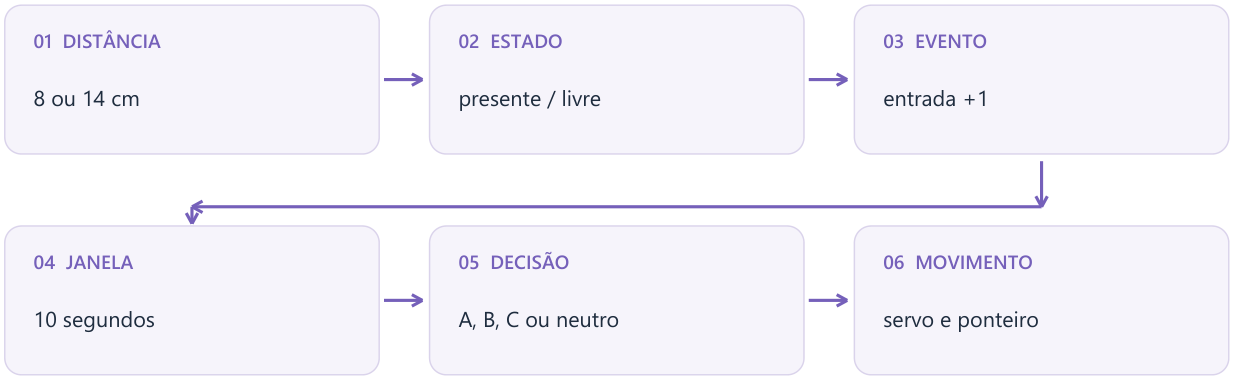 01 DISTÂNCIA
8 ou 14 cm
02 ESTADO
presente / livre
03 EVENTO
entrada +1
04 JANELA
10 segundos
05 DECISÃO
A, B, C ou neutro
06 MOVIMENTO
servo e ponteiro